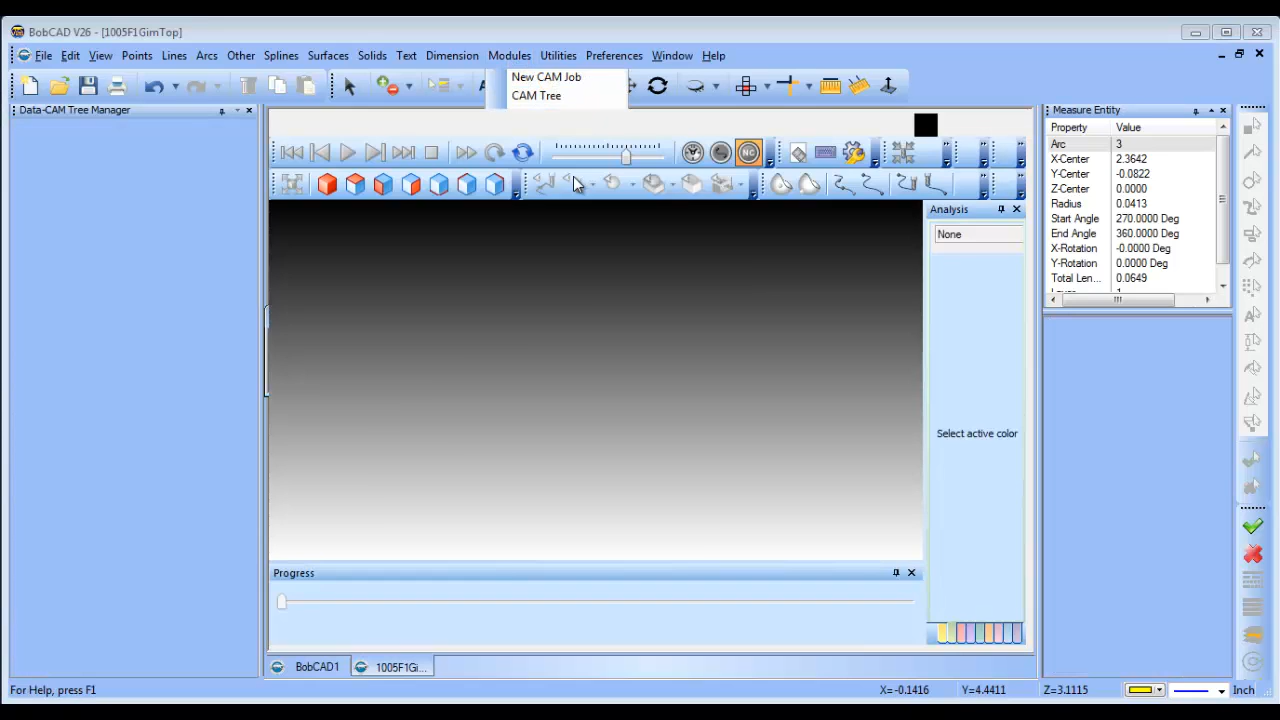 BobCAD V26 - [1005F1GimTop]
File Edit View Points Lines Arcs Other Splines Surfaces Solids Text Dimension Modules Utilities Preferences Window Help
New CAM Job
CAM Tree
Data-CAM Tree Manager
NC
Measure Entity
Property Value
Arc 3
X-Center 2.3642
Y-Center -0.0822
Z-Center 0.0000
Radius 0.0413
Start Angle 270.0000 Deg
End Angle 360.0000 Deg
X-Rotation -0.0000 Deg
Y-Rotation 0.0000 Deg
Total Len... 0.0649
Analysis
None
Select active color
Progress
BobCAD1 1005F1Gi...
For Help, press F1 X=-0.1416 Y=4.4411 Z=3.1115 Inch